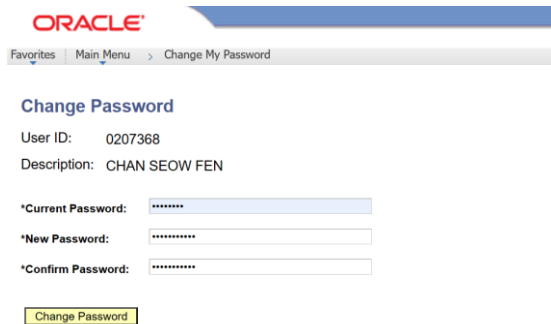 ORACLE'
Favorites Main Menu > Change My Password
Change Password
User ID: 0207368
Description: CHAN SEOW FEN
*Current Password: ••••••••
*New Password: •••••••••••
*Confirm Password: •••••••••••
Change Password